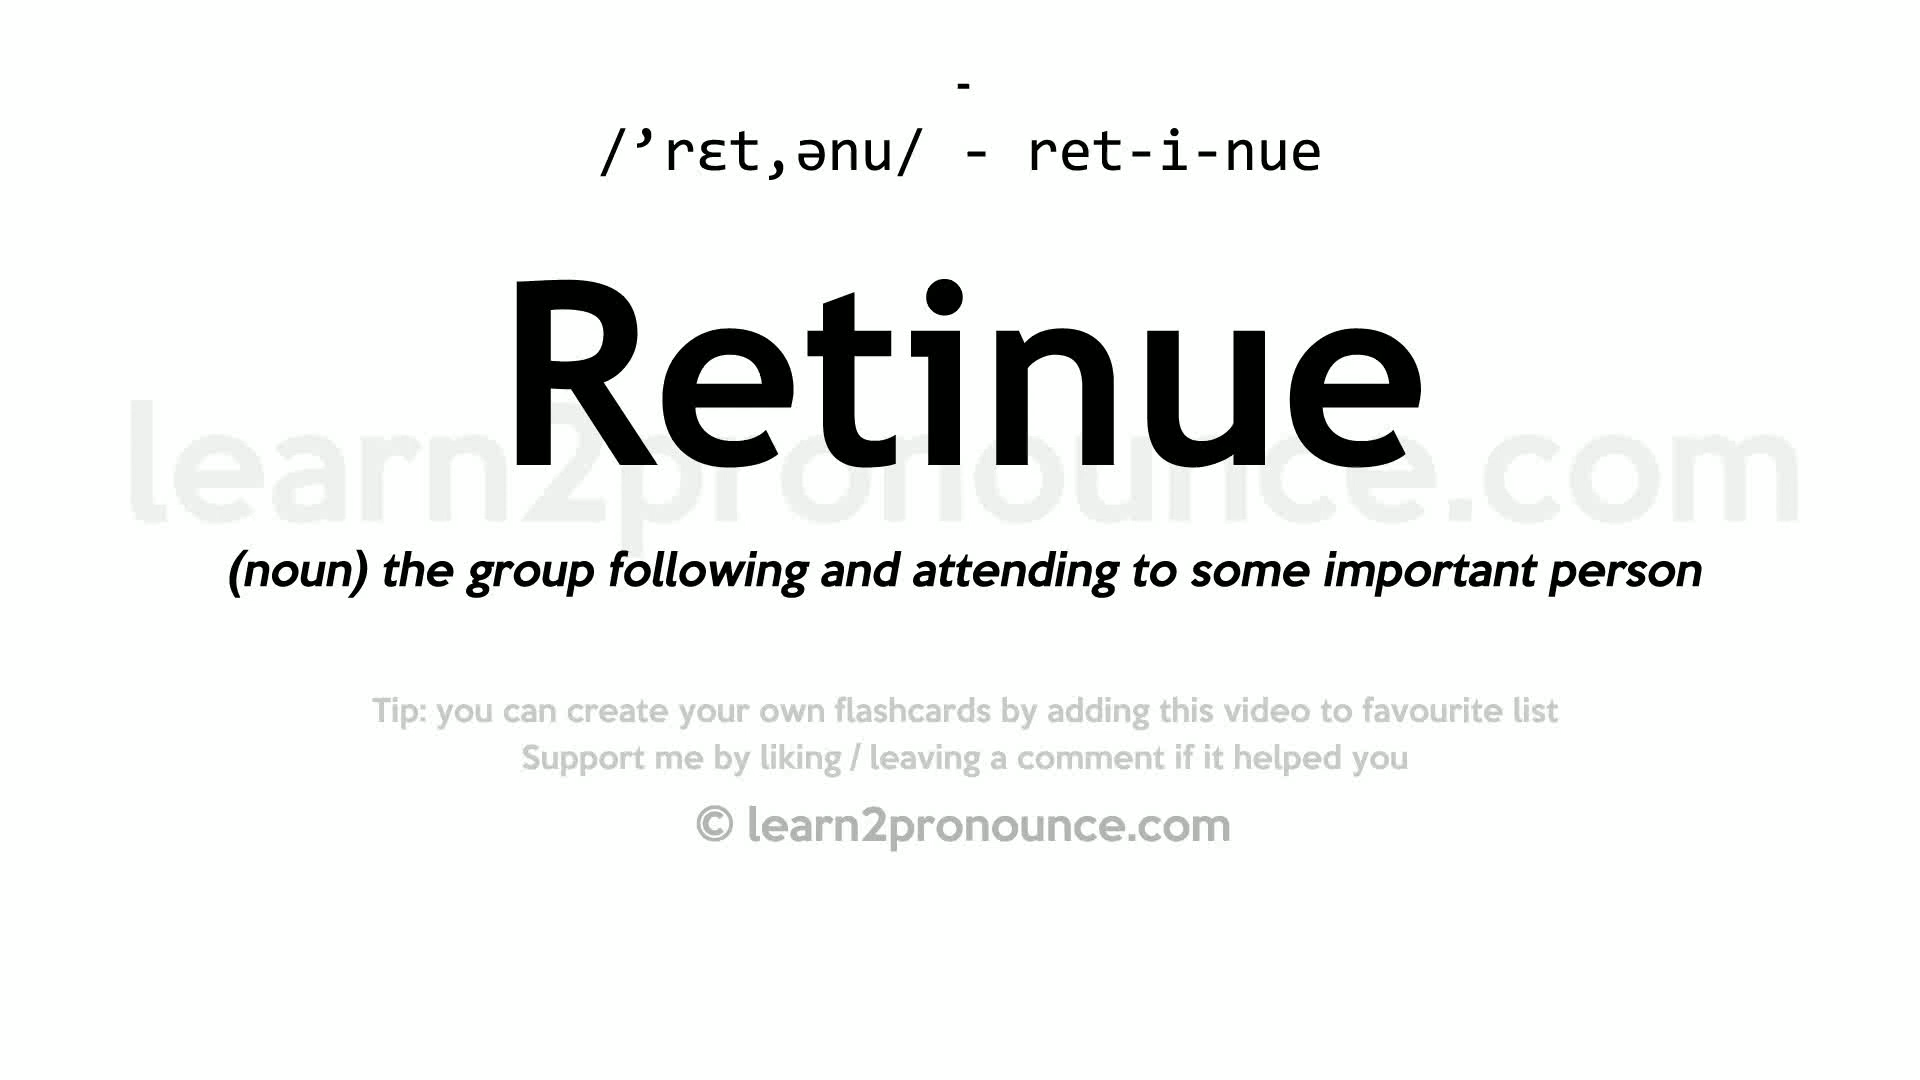 -
/’rɛt,ənu/ - ret-i-nue
Retinue
learn2pronounce.com
(noun) the group following and attending to some important person
Tip: you can create your own flashcards by adding this video to favourite list
Support me by liking / leaving a comment if it helped you
© learn2pronounce.com